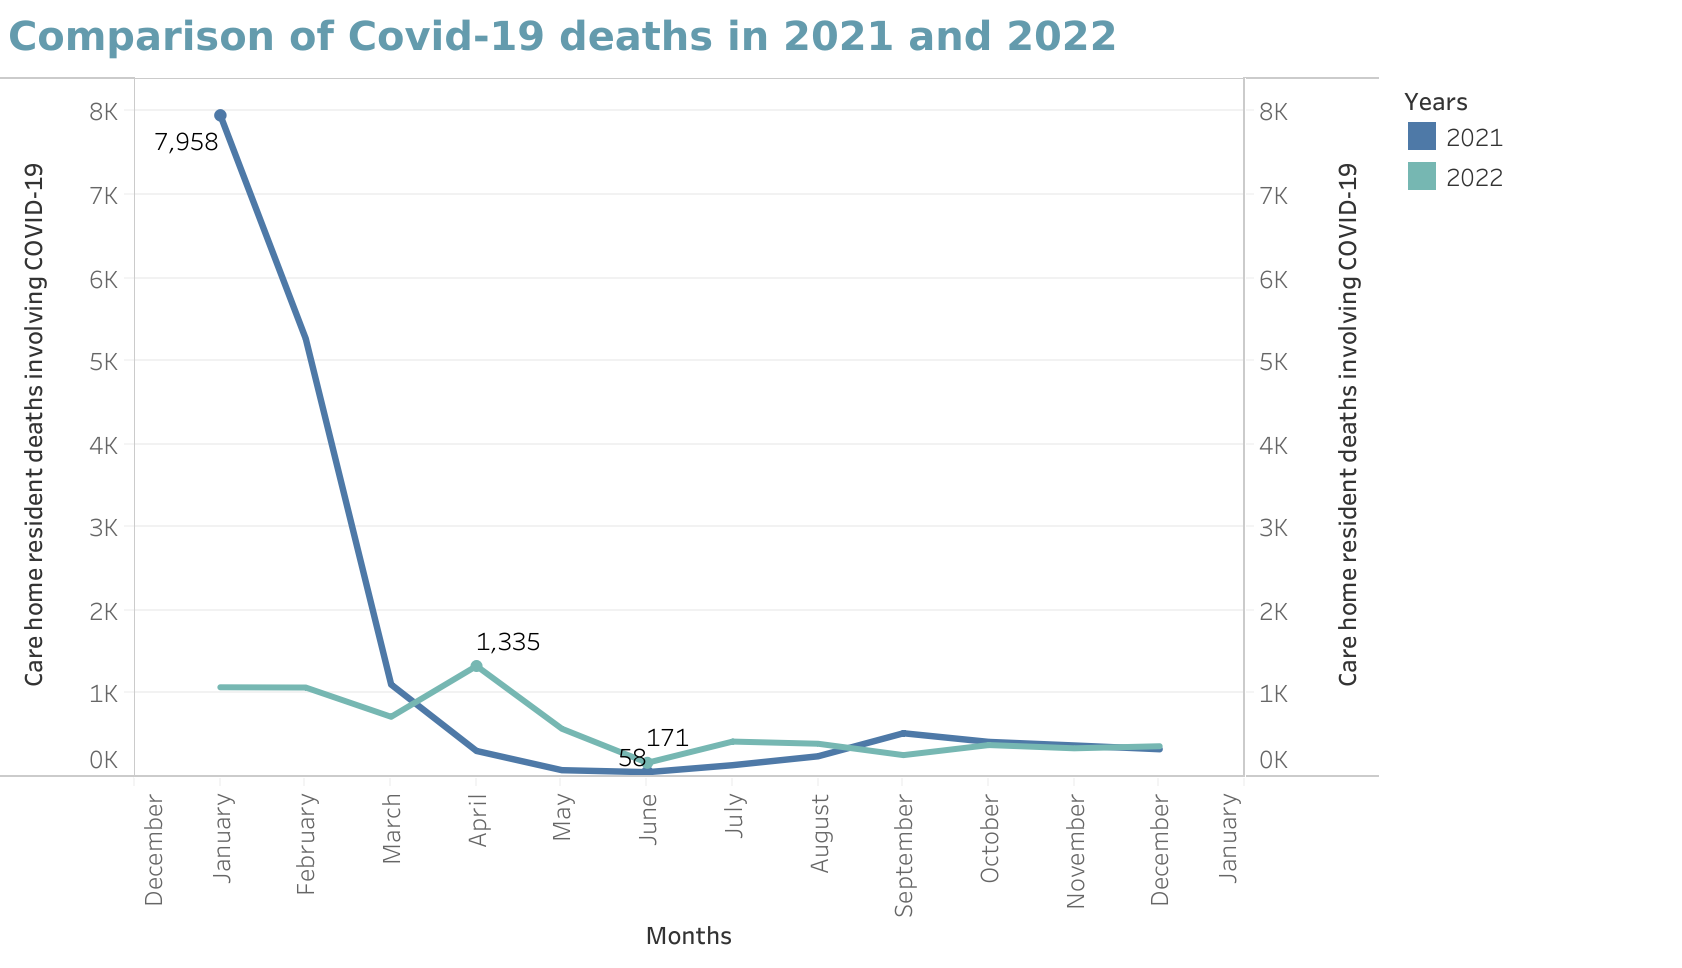 Comparison of Covid-19 deaths in 2021 and 2022
Care home resident deaths involving COVID-19
8K
7K
6K
5K
4K
3K
2K
1K
0K
7,958
1,335
171
58
8K
7K
6K
5K
4K
3K
2K
1K
0K
Care home resident deaths involving COVID-19
Years
2021
2022
December
January
February
March
April
May
June
July
August
September
October
November
December
January
Months